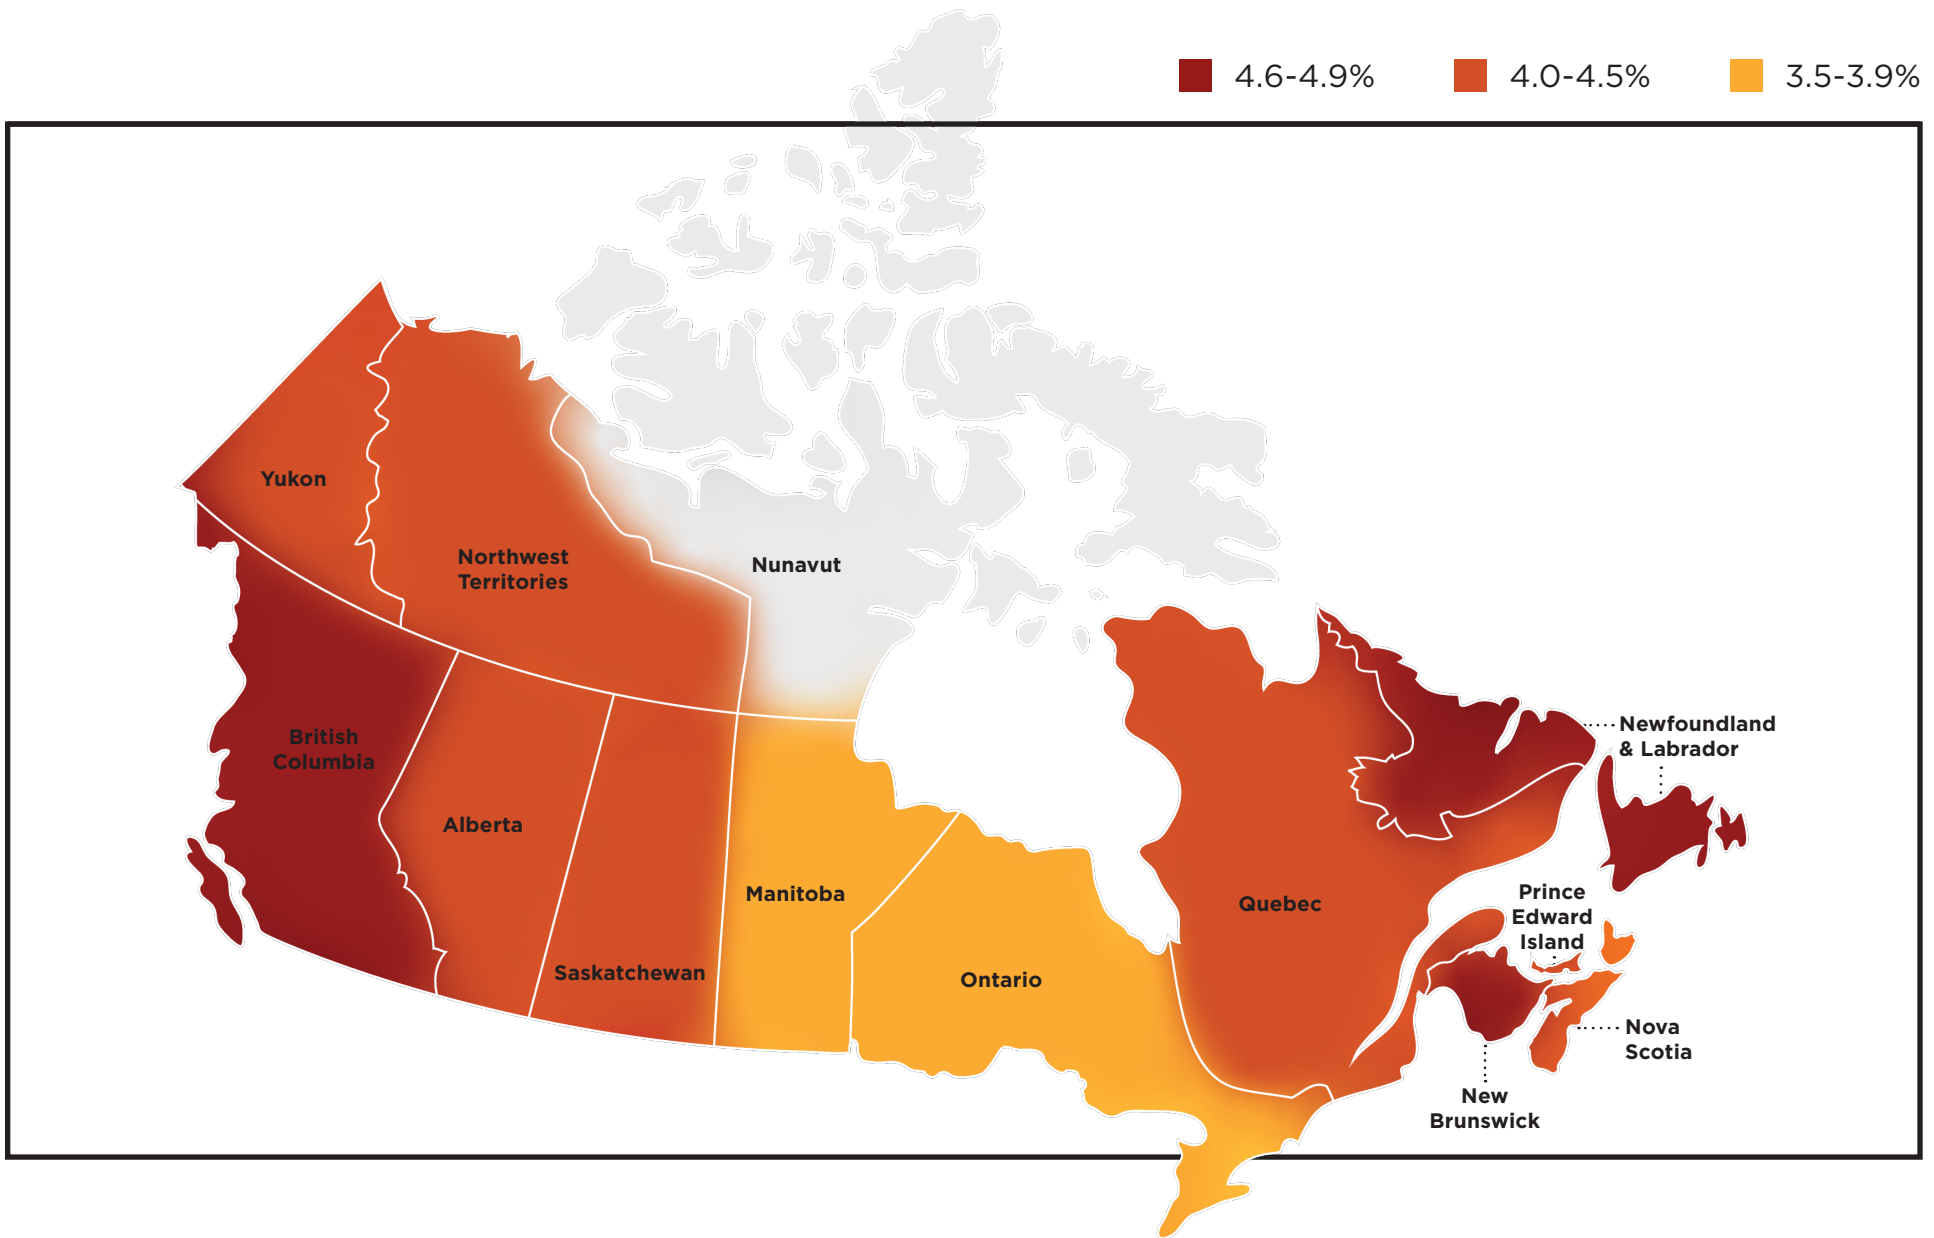 4.6-4.9%
4.0-4.5%
3.5-3.9%
Yukon
Northwest
Territories
Nunavut
British
Columbia
Alberta
Saskatchewan
Manitoba
Ontario
Quebec
Newfoundland
& Labrador
Prince
Edward
Island
Nova
Scotia
New
Brunswick